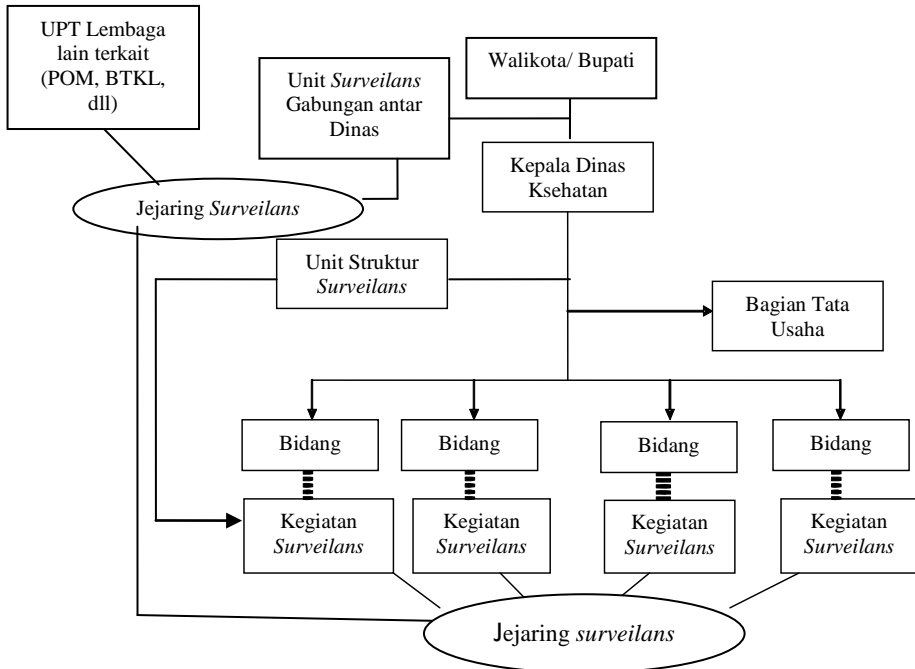 UPT Lembaga
lain terkait
(POM, BTKL,
dll)
Walikota/ Bupati
Unit Surveilans
Gabungan antar
Dinas
Kepala Dinas
Ksehatan
Jejaring Surveilans
Unit Struktur
Surveilans
Bagian Tata
Usaha
Bidang
Bidang
Bidang
Bidang
Kegiatan
Surveilans
Kegiatan
Surveilans
Kegiatan
Surveilans
Kegiatan
Surveilans
Jejaring surveilans